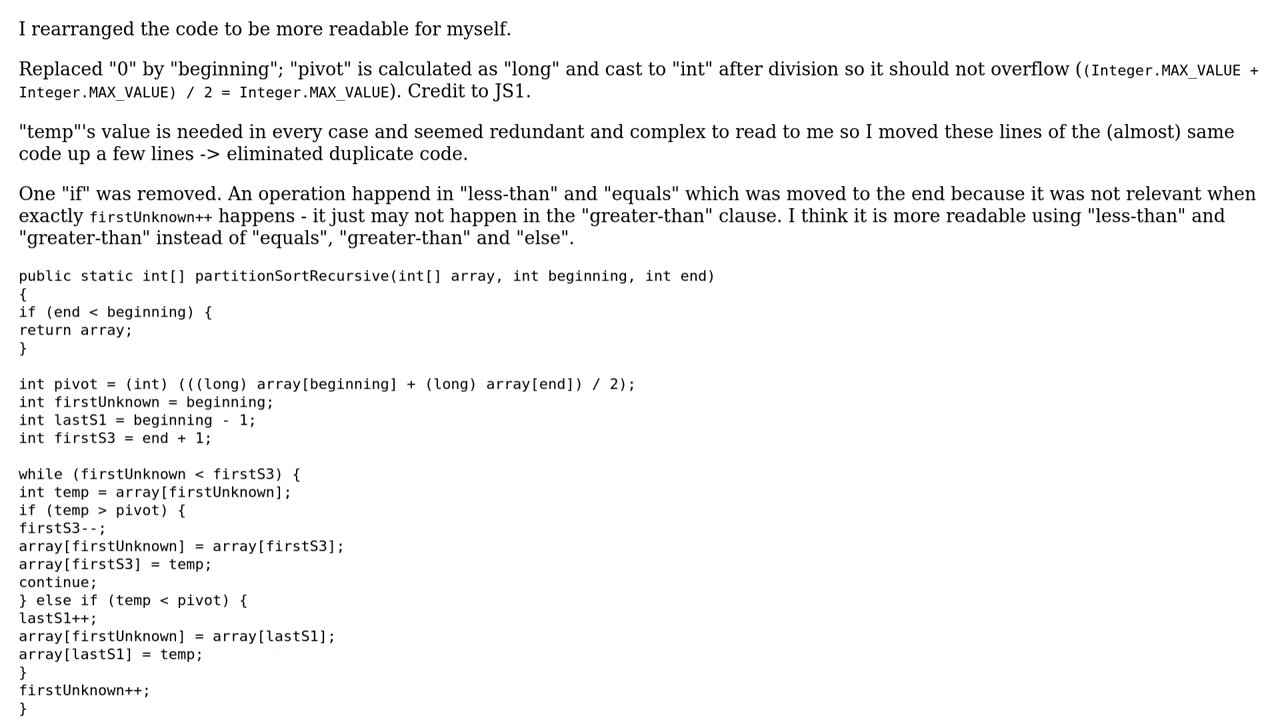 I rearranged the code to be more readable for myself.
Replaced "0" by "beginning"; "pivot" is calculated as "long" and cast to "int" after division so it should not overflow ((Integer.MAX_VALUE +
Integer.MAX_VALUE) / 2 = Integer.MAX_VALUE). Credit to JS1.
"temp"'s value is needed in every case and seemed redundant and complex to read to me so I moved these lines of the (almost) same
code up a few lines -> eliminated duplicate code.
One "if" was removed. An operation happend in "less-than" and "equals" which was moved to the end because it was not relevant when
exactly firstUnknown++ happens - it just may not happen in the "greater-than" clause. I think it is more readable using "less-than" and
"greater-than" instead of "equals", "greater-than" and "else".
public static int[] partitionSortRecursive(int[] array, int beginning, int end)
{
if (end < beginning) {
return array;
}
int pivot = (int) (((long) array[beginning] + (long) array[end]) / 2);
int firstUnknown = beginning;
int lastS1 = beginning - 1;
int firstS3 = end + 1;
while (firstUnknown < firstS3) {
int temp = array[firstUnknown];
if (temp > pivot) {
firstS3--;
array[firstUnknown] = array[firstS3];
array[firstS3] = temp;
continue;
} else if (temp < pivot) {
lastS1++;
array[firstUnknown] = array[lastS1];
array[lastS1] = temp;
}
firstUnknown++;
}